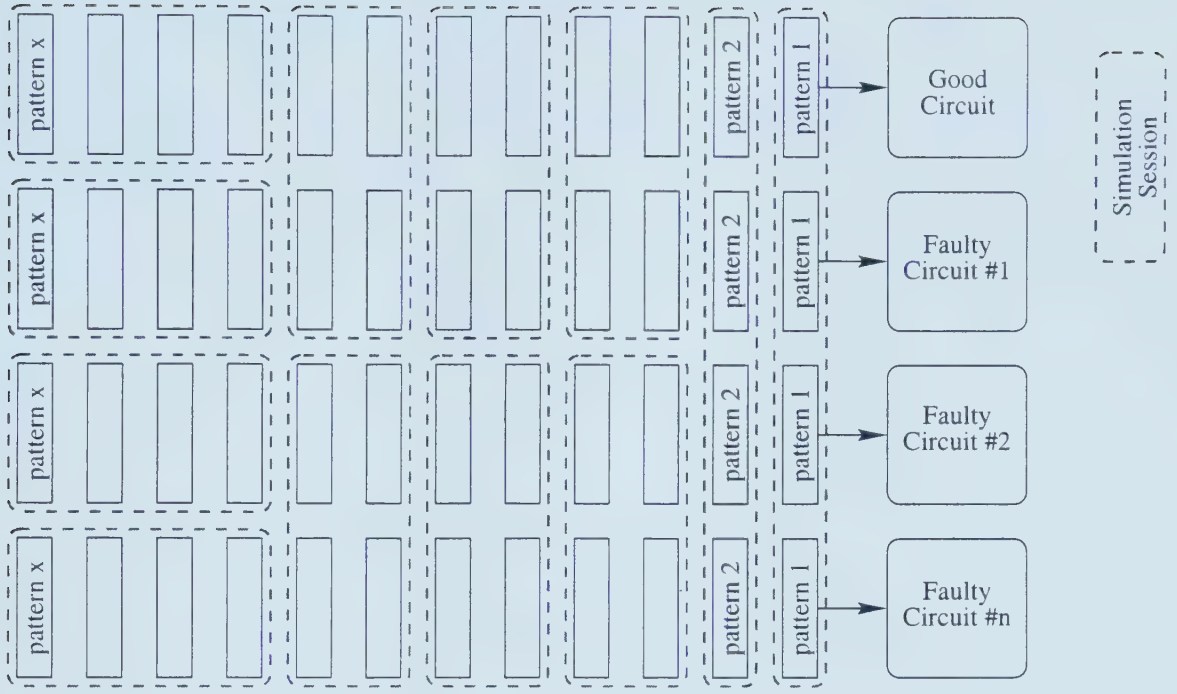 pattern x
pattern 2
pattern 1
Good
Circuit
Simulation
Session
pattern x
pattern 2
pattern 1
Faulty
Circuit #1
pattern x
pattern 2
pattern 1
Faulty
Circuit #2
pattern x
pattern 2
pattern 1
Faulty
Circuit #n